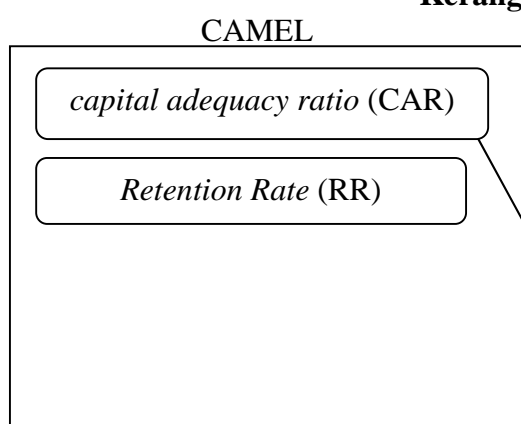 Kerang
CAMEL
capital adequacy ratio (CAR)
Retention Rate (RR)